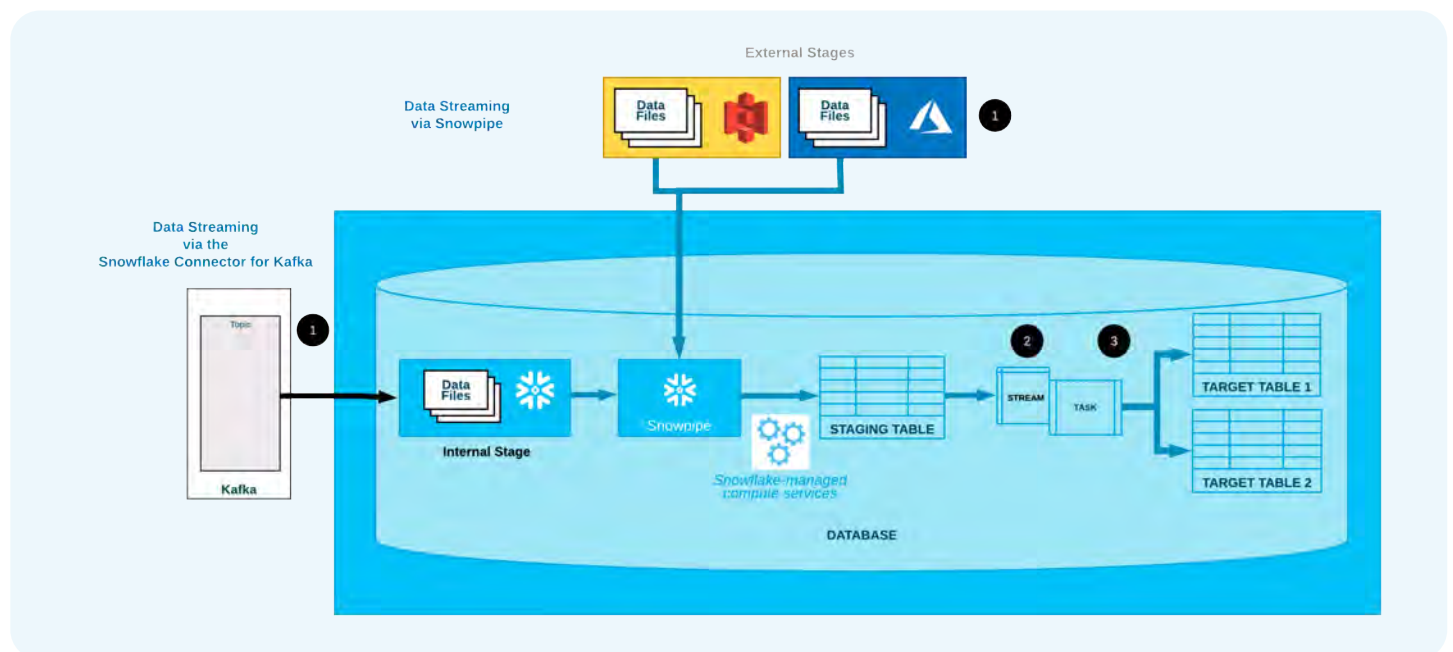 External Stages
Data Streaming
via Snowpipe
Data
Files
Data
Files
1
Data Streaming
via the
Snowflake Connector for Kafka
Topic
1
Kafka
Data
Files
Internal Stage
Snowpipe
Snowflake-managed
compute services
STAGING TABLE
2
STREAM
3
TASK
TARGET TABLE 1
TARGET TABLE 2
DATABASE